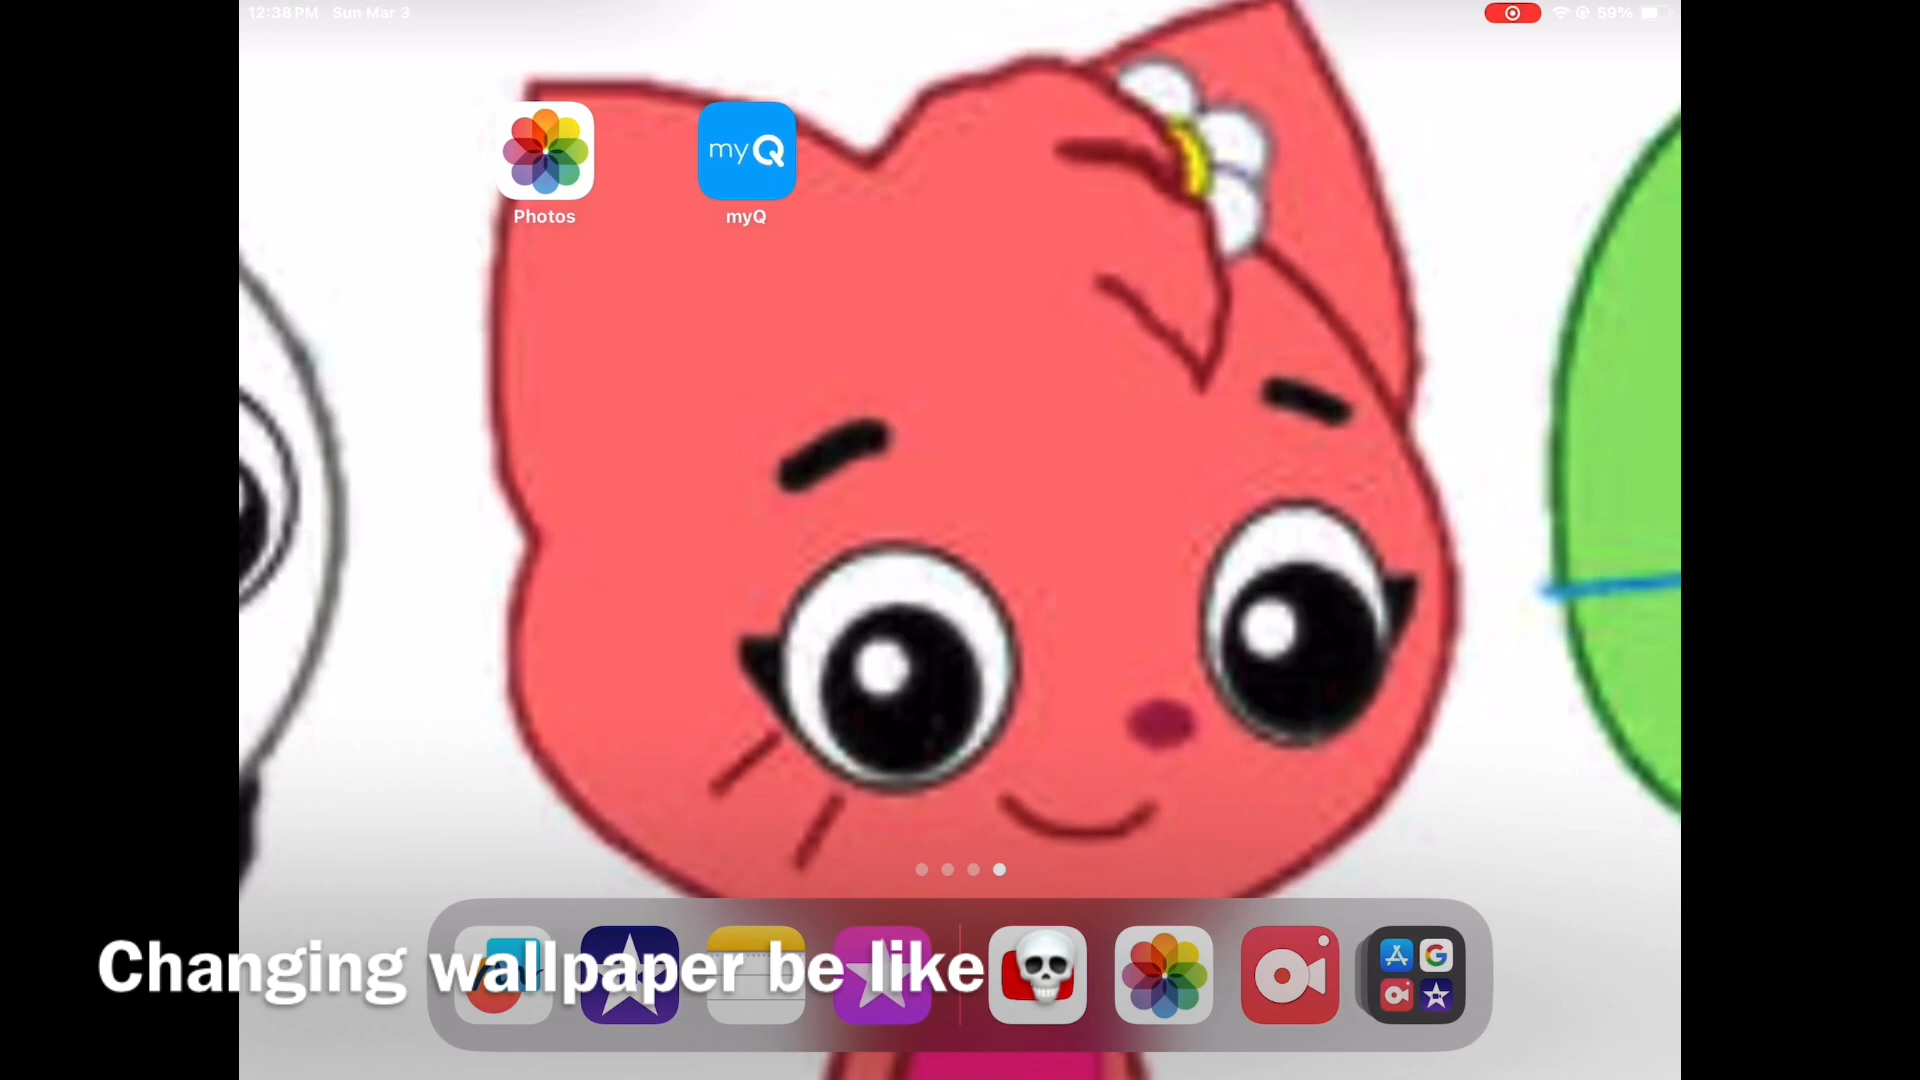 12:38 PM Sun Mar 3
59%
myQ
Photos
myQ
Changing wallpaper be like 💀